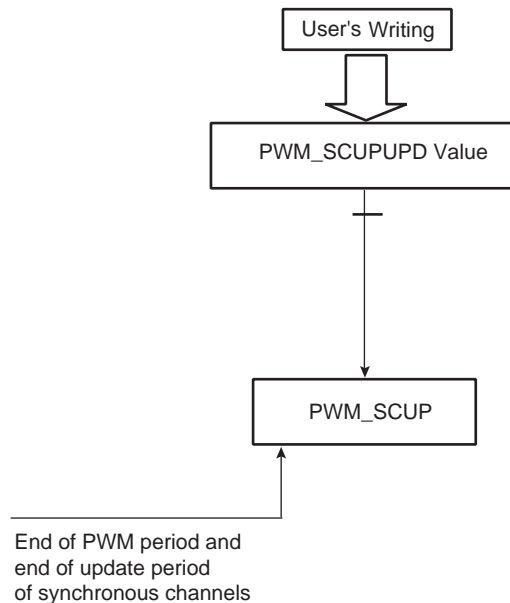 User's Writing
PWM_SCUPUPD Value
PWM_SCUP
End of PWM period and
end of update period
of synchronous channels